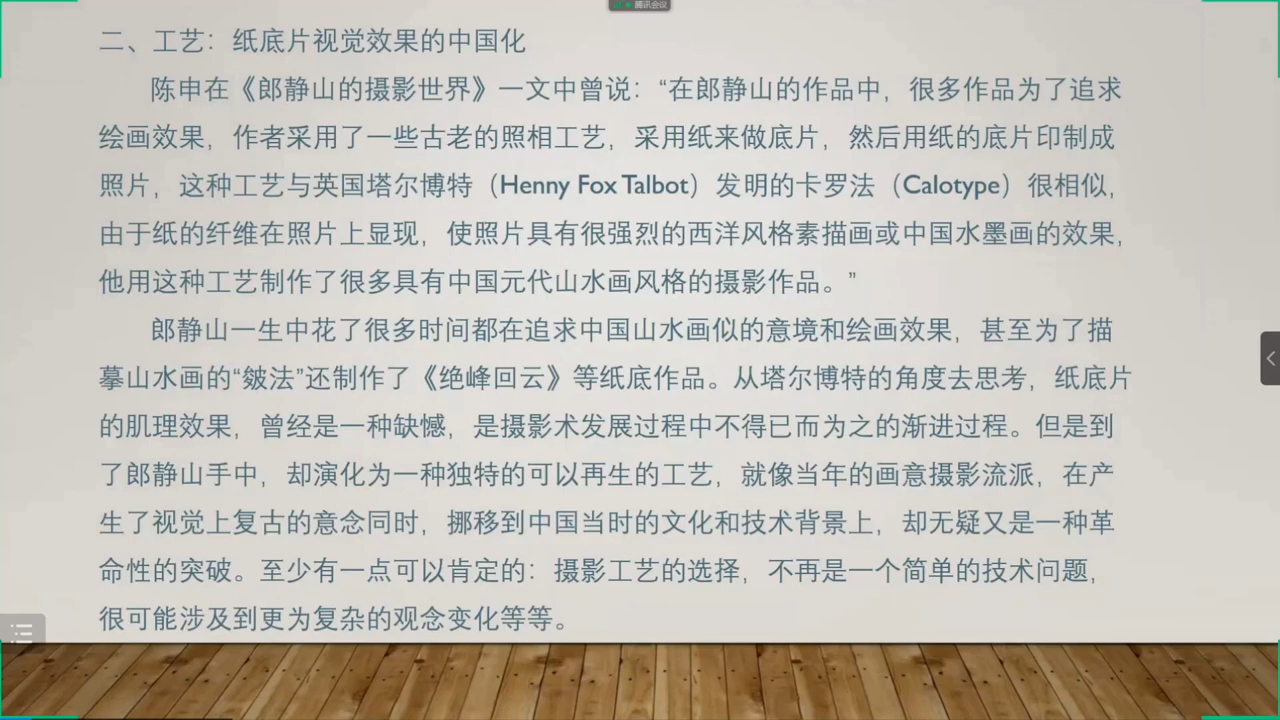 腾讯会议
二、工艺：纸底片视觉效果的中国化
陈申在《郎静山的摄影世界》一文中曾说：“在郎静山的作品中，很多作品为了追求
绘画效果，作者采用了一些古老的照相工艺，采用纸来做底片，然后用纸的底片印制成
照片，这种工艺与英国塔尔博特（Henny Fox Talbot）发明的卡罗法（Calotype）很相似，
由于纸的纤维在照片上显现，使照片具有很强烈的西洋风格素描画或中国水墨画的效果，
他用这种工艺制作了很多具有中国元代山水画风格的摄影作品。”
郎静山一生中花了很多时间都在追求中国山水画似的意境和绘画效果，甚至为了描
摹山水画的“皴法”还制作了《绝峰回云》等纸底作品。从塔尔博特的角度去思考，纸底片
的肌理效果，曾经是一种缺憾，是摄影术发展过程中不得已而为之的渐进过程。但是到
了郎静山手中，却演化为一种独特的可以再生的工艺，就像当年的画意摄影流派，在产
生了视觉上复古的意念同时，挪移到中国当时的文化和技术背景上，却无疑又是一种革
命性的突破。至少有一点可以肯定的：摄影工艺的选择，不再是一个简单的技术问题，
很可能涉及到更为复杂的观念变化等等。